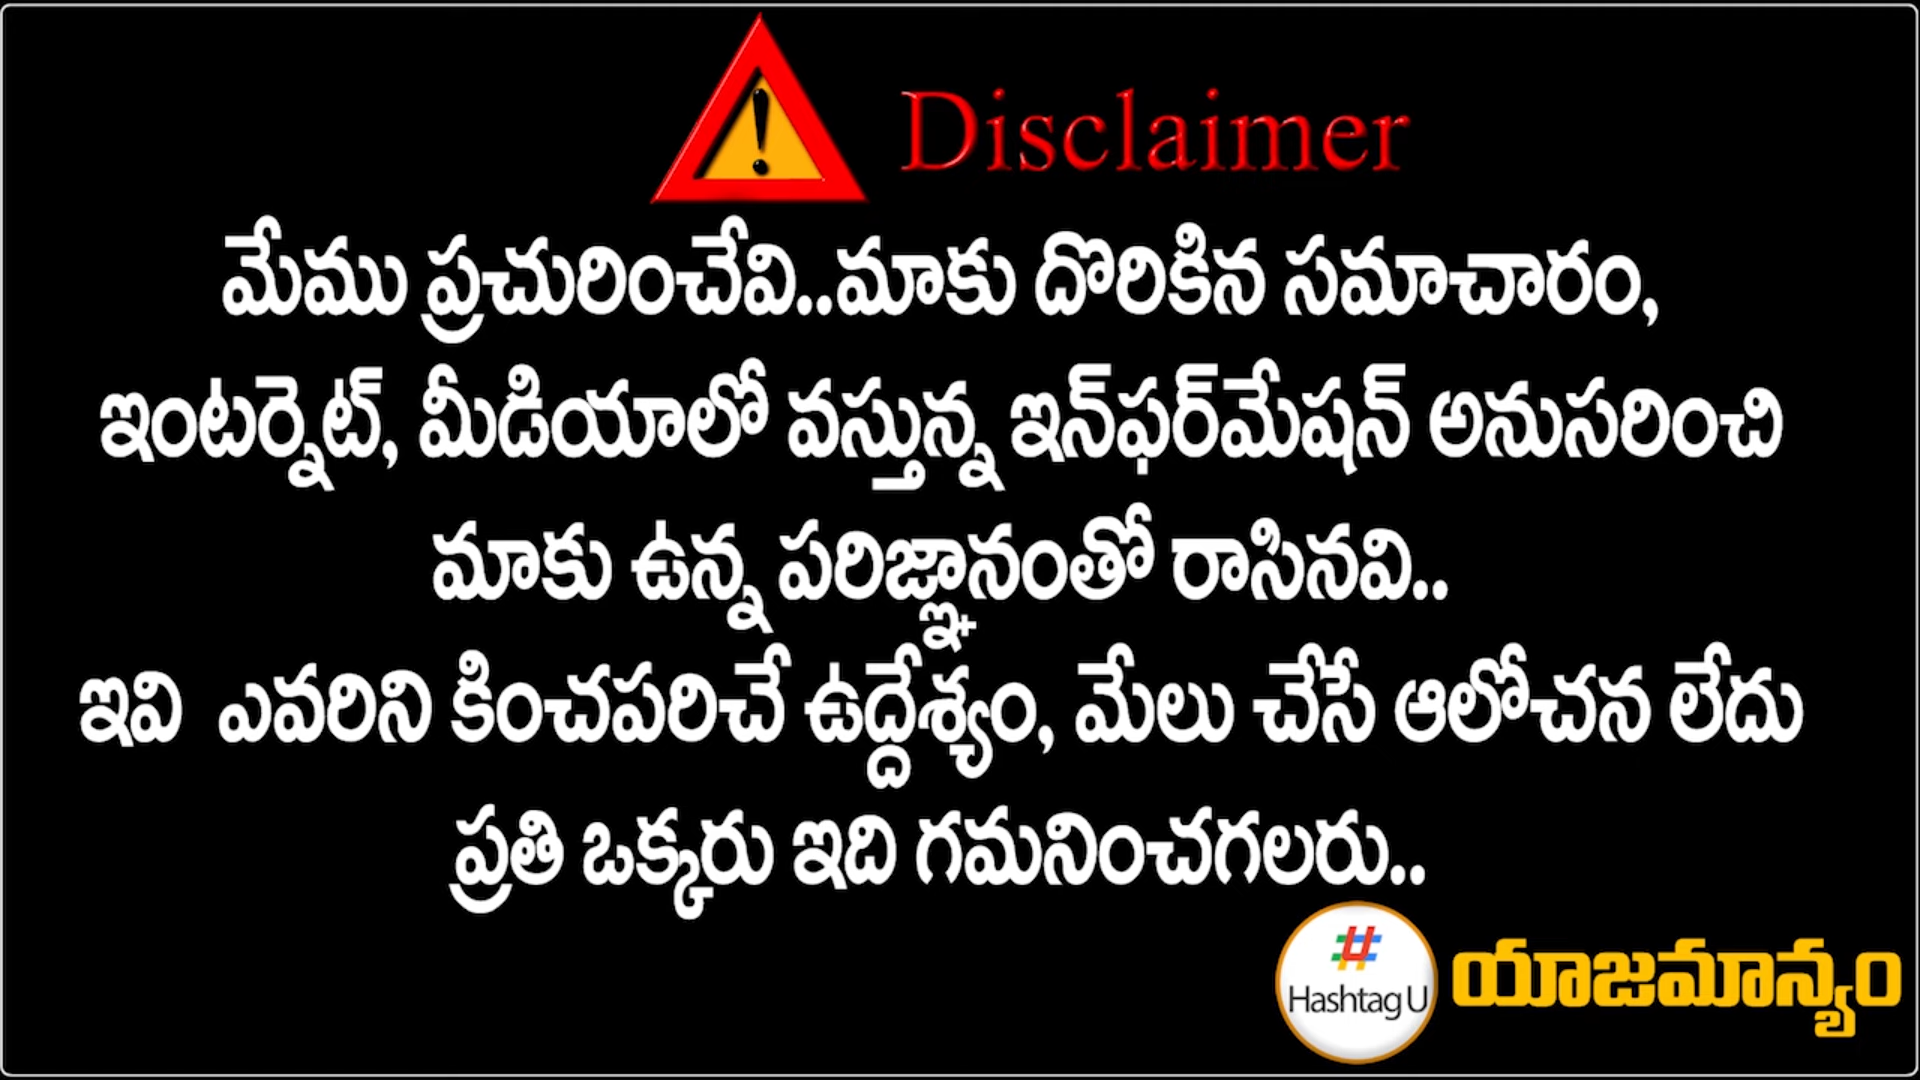 Disclaimer
మేము ప్రచురించేవి..మాకు దొరికిన సమాచారం,
ఇంటర్నెట్, మీడియాలో వస్తున్న ఇన్‌ఫర్‌మేషన్ అనుసరించి
మాకు ఉన్న పరిజ్ఞానంతో రాసినవి..
ఇవి ఎవరిని కించపరిచే ఉద్దేశ్యం, మేలు చేసే ఆలోచన లేదు
ప్రతి ఒక్కరు ఇది గమనించగలరు..
# Hashtag U యాజమాన్యం